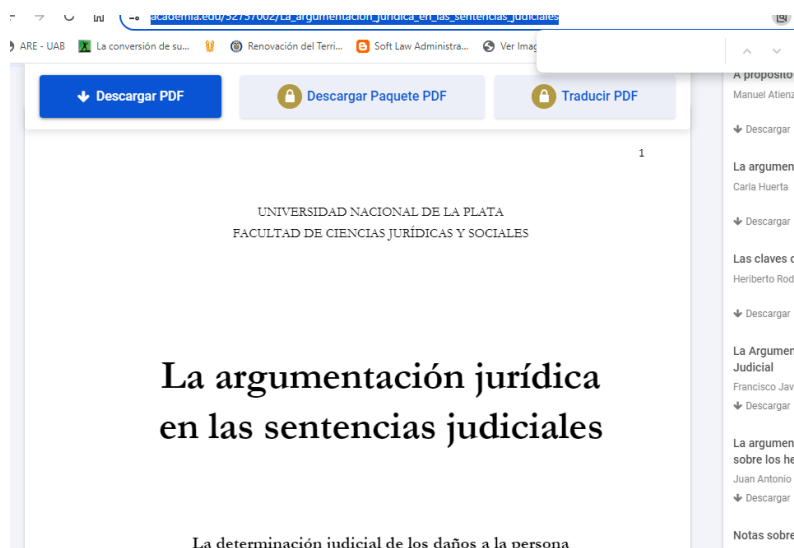 academia.edu/52757002/La_argumentación_jurídica_en_las_sentencias_judiciales
ARE - UAB La conversión de su... Renovación del Terri... Soft Law Administra... Ver Imag
Descargar PDF Descargar Paquete PDF Traducir PDF
1
UNIVERSIDAD NACIONAL DE LA PLATA
FACULTAD DE CIENCIAS JURÍDICAS Y SOCIALES
La argumentación jurídica
en las sentencias judiciales
La determinación judicial de los daños a la persona
A propósito
Manuel Atienz
Descargar
La argumen
Carla Huerta
Descargar
Las claves d
Heriberto Rod
Descargar
La Argumen
Judicial
Francisco Jav
Descargar
La argumen
sobre los he
Juan Antonio
Descargar
Notas sobre